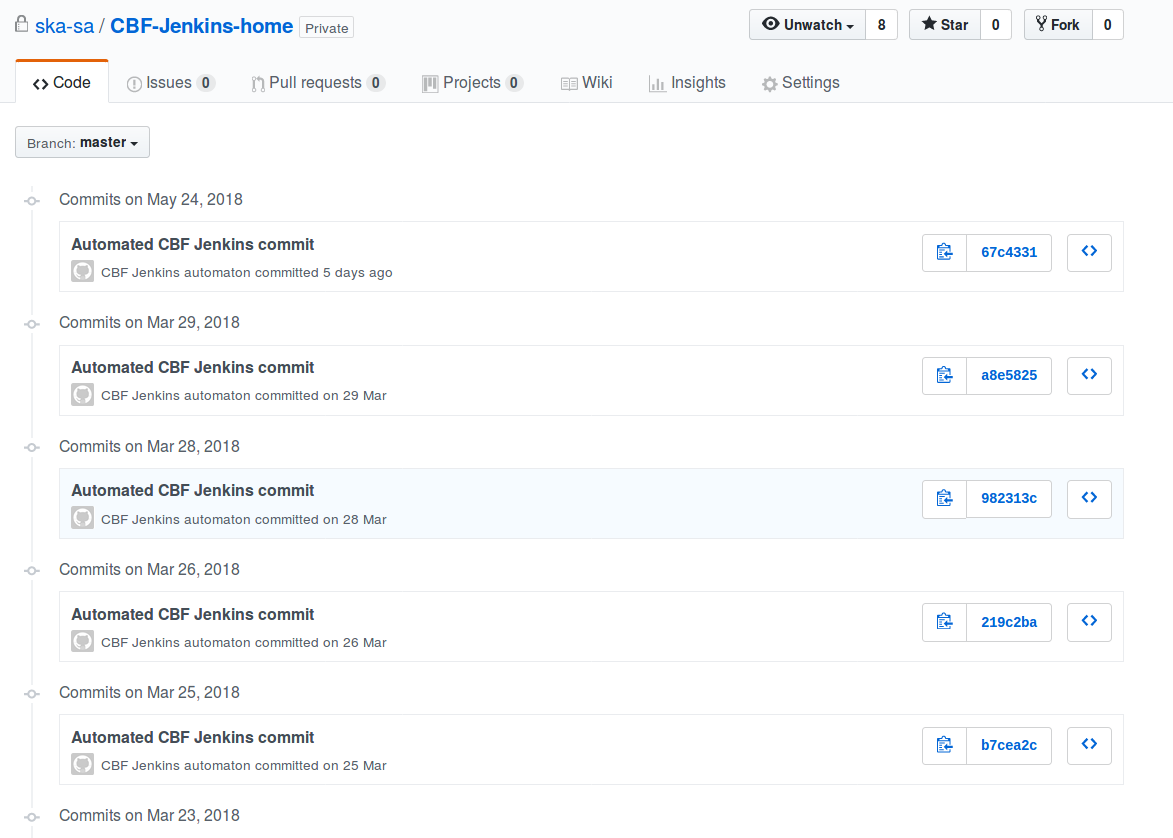 ska-sa / CBF-Jenkins-home Private Unwatch 8 Star 0 Fork 0
Code Issues 0 Pull requests 0 Projects 0 Wiki Insights Settings
Branch: master
Commits on May 24, 2018
Automated CBF Jenkins commit
67c4331
CBF Jenkins automaton committed 5 days ago
Commits on Mar 29, 2018
Automated CBF Jenkins commit
a8e5825
CBF Jenkins automaton committed on 29 Mar
Commits on Mar 28, 2018
Automated CBF Jenkins commit
982313c
CBF Jenkins automaton committed on 28 Mar
Commits on Mar 26, 2018
Automated CBF Jenkins commit
219c2ba
CBF Jenkins automaton committed on 26 Mar
Commits on Mar 25, 2018
Automated CBF Jenkins commit
b7cea2c
CBF Jenkins automaton committed on 25 Mar
Commits on Mar 23, 2018